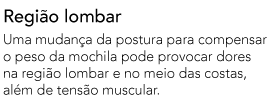 Região lombar
Uma mudança da postura para compensar
o peso da mochila pode provocar dores
na região lombar e no meio das costas,
além de tensão muscular.